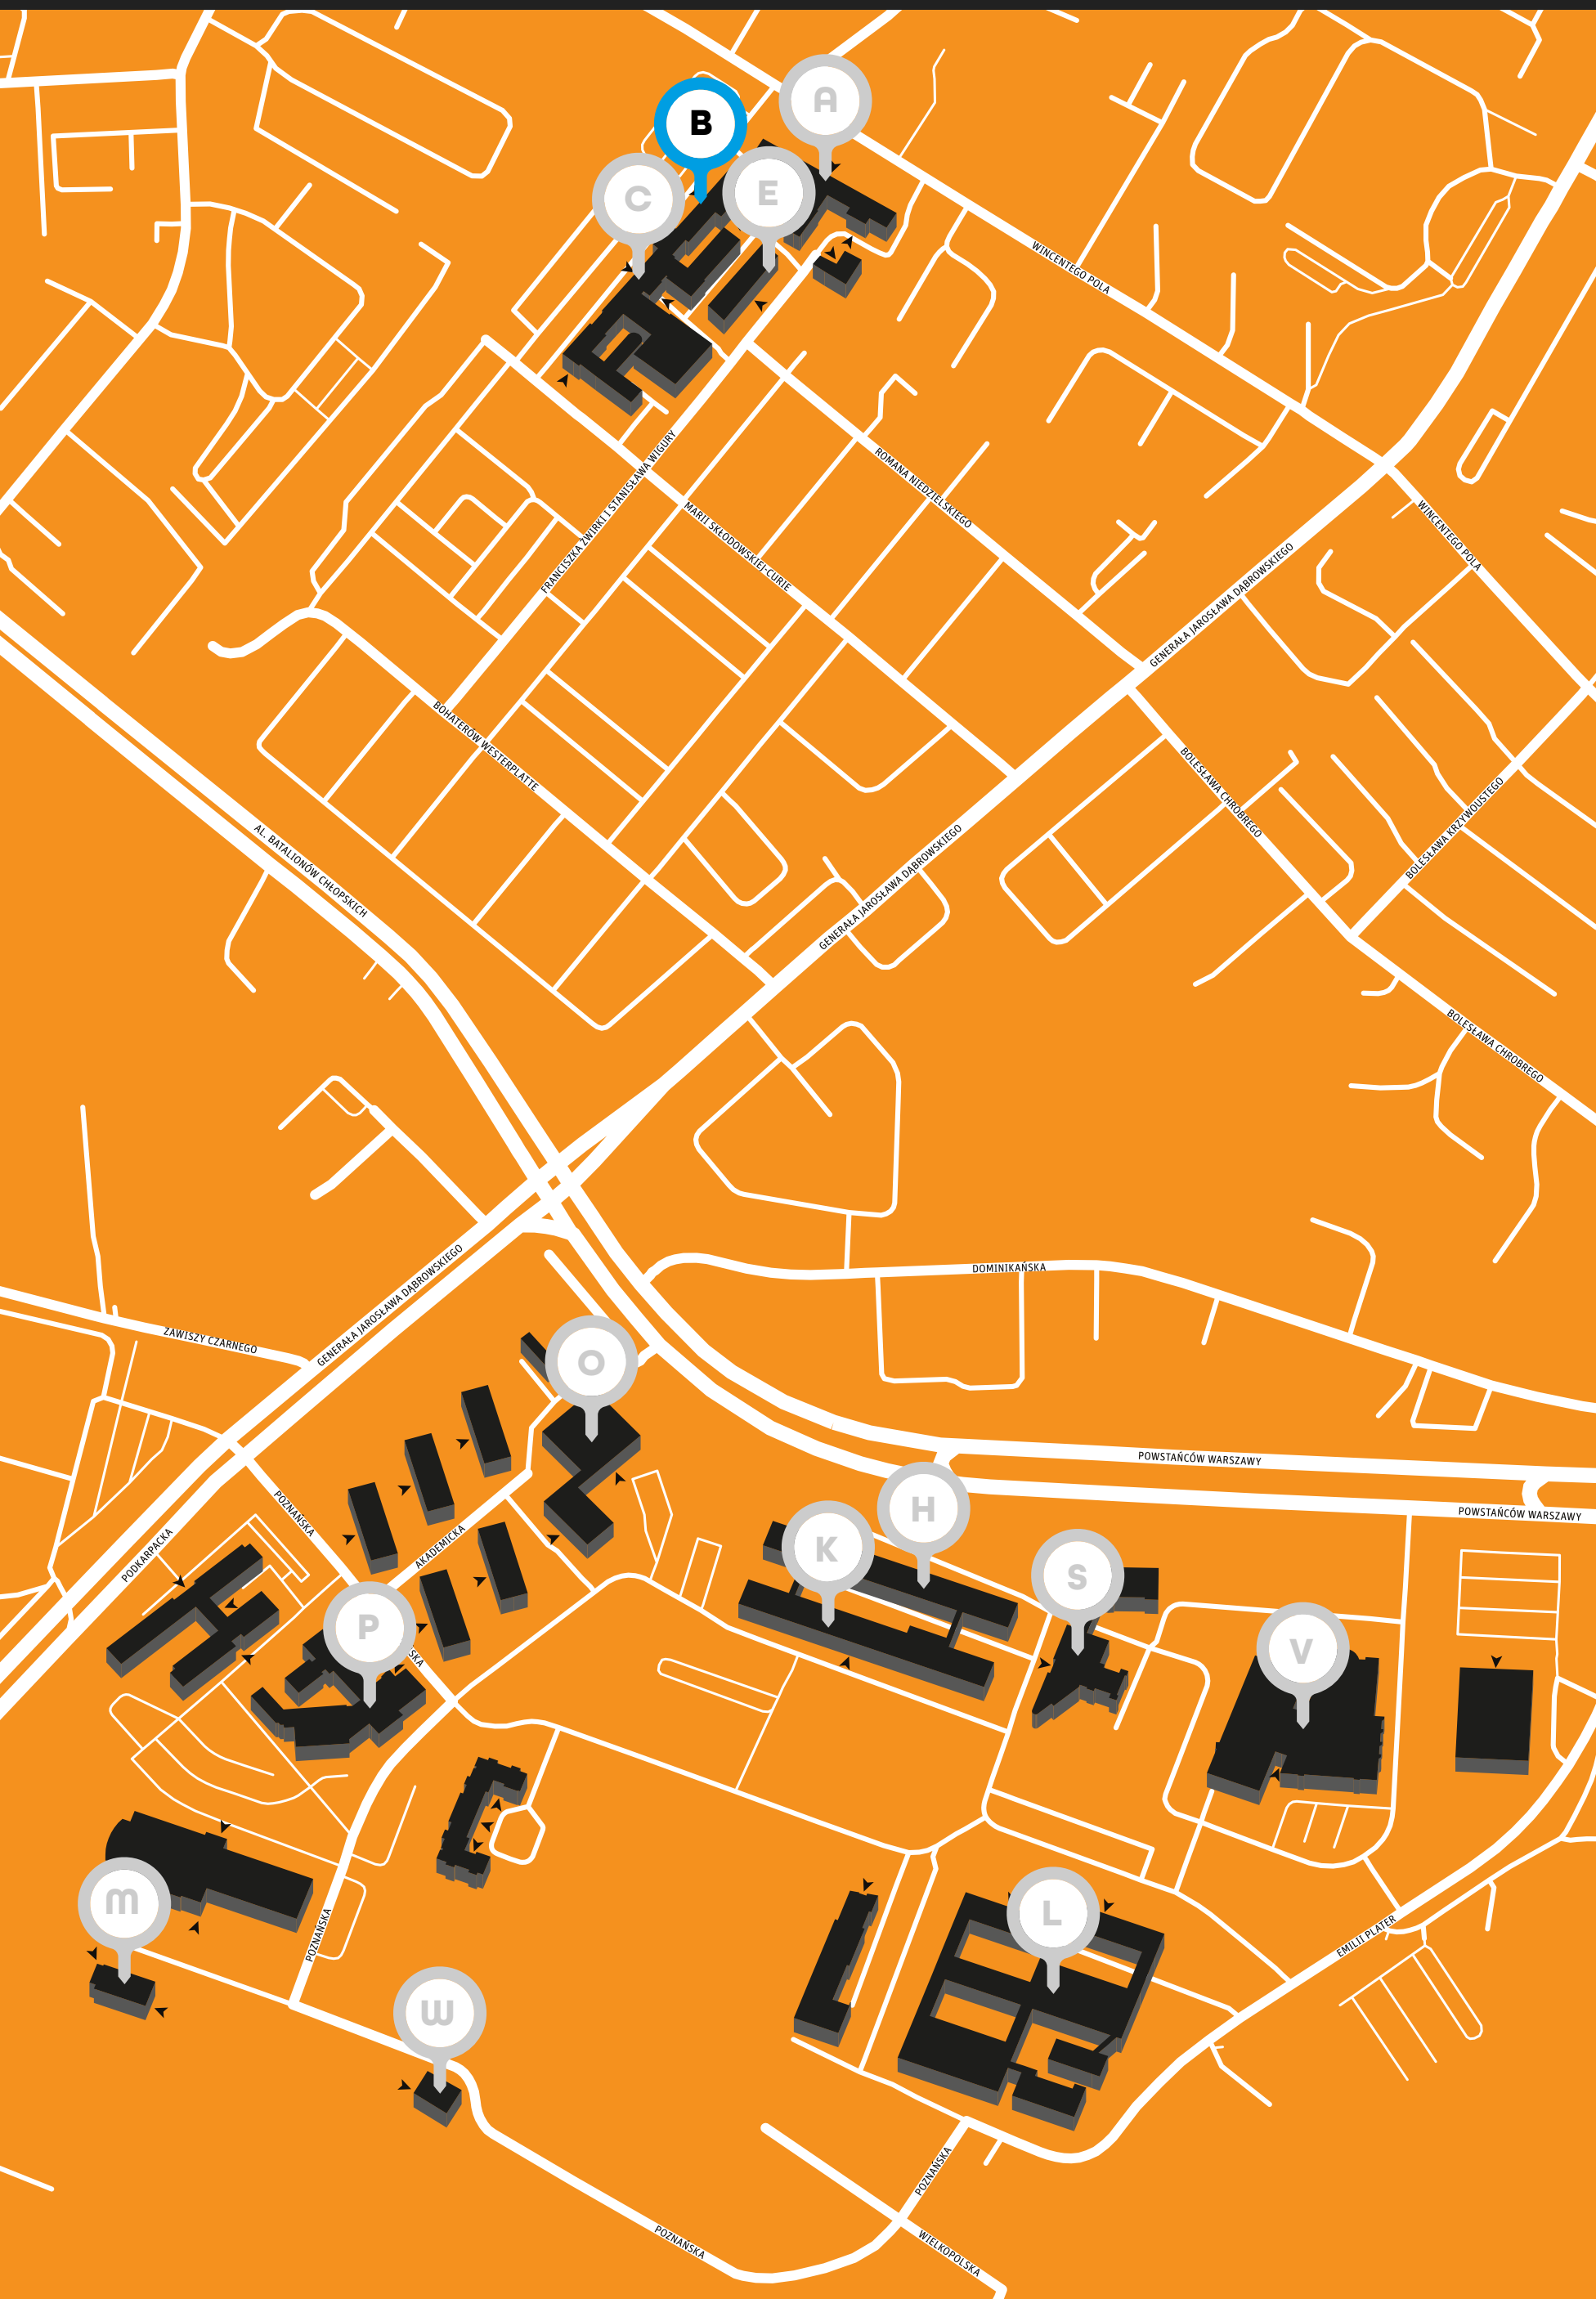 A
B
E
C
WINCENTEGO POLA
FRANCISZKA ŻWIRKI I STANISŁAWA WIGURY
ROMANA NIEDZIELSKIEGO
MARII SKŁODOWSKIEJ-CURIE
WINCENTEGO POLA
GENERAŁA JAROSŁAWA DĄBROWSKIEGO
BOHATERÓW WESTERPLATTE
BOLESŁAWA CHROBREGO
BOLESŁAWA KRZYWOUSTEGO
AL. BATALIONÓW CHŁOPSKICH
GENERAŁA JAROSŁAWA DĄBROWSKIEGO
BOLESŁAWA CHROBREGO
DOMINIKAŃSKA
GENERAŁA JAROSŁAWA DĄBROWSKIEGO
ZAWISZY CZARNEGO
O
POWSTAŃCÓW WARSZAWY
POWSTAŃCÓW WARSZAWY
POZNAŃSKA
H
AKADEMICKA
PODKARPACKA
K
S
P
SKA
V
M
L
POZNAŃSKA
EMILII PLATER
W
POZNAŃSKA
POZNAŃSKA
WIELKOPOLSKA